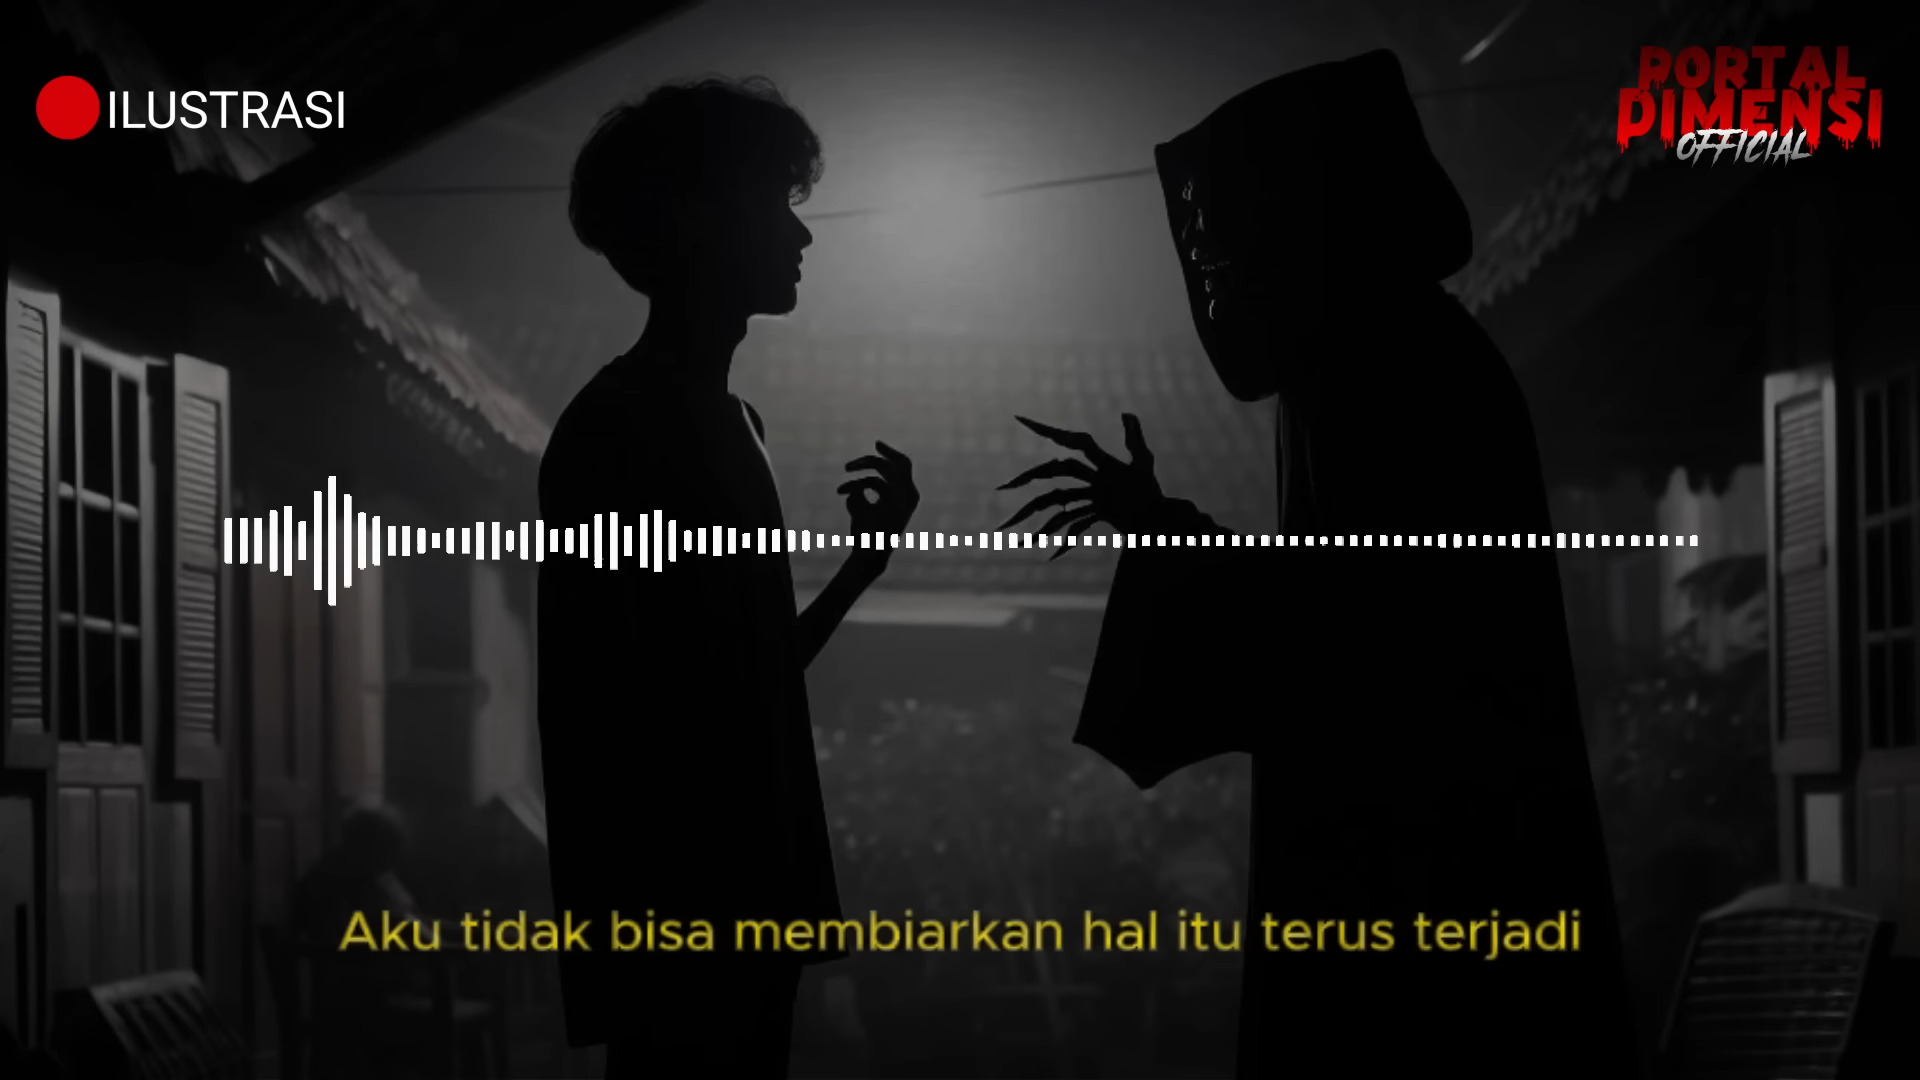 ILUSTRASI
PORTAL
DIMENSI
OFFICIAL
Aku tidak bisa membiarkan hal itu terus terjadi